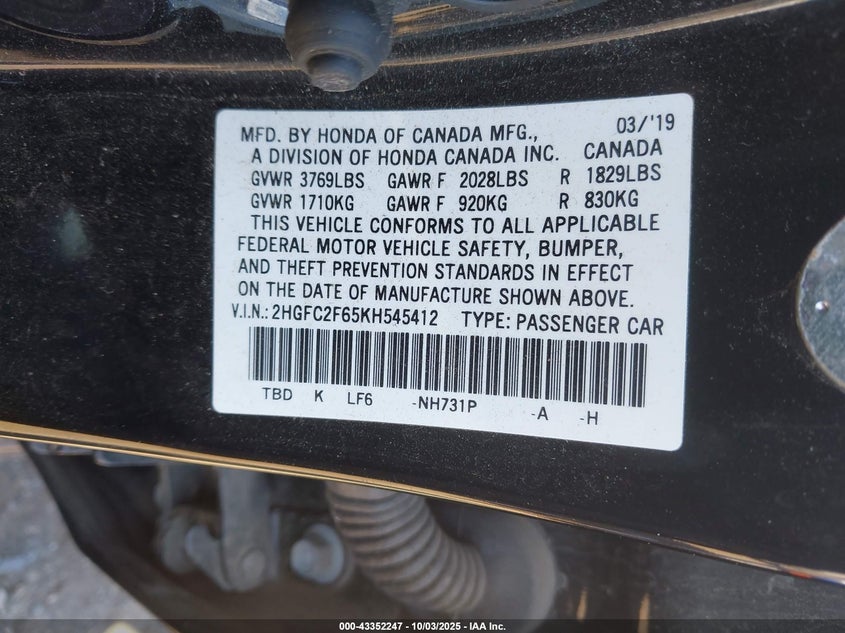 MFD. BY HONDA OF CANADA MFG., 03/'19
A DIVISION OF HONDA CANADA INC. CANADA
GVWR 3769LBS GAWR F 2028LBS R 1829LBS
GVWR 1710KG GAWR F 920KG R 830KG
THIS VEHICLE CONFORMS TO ALL APPLICABLE
FEDERAL MOTOR VEHICLE SAFETY, BUMPER,
AND THEFT PREVENTION STANDARDS IN EFFECT
ON THE DATE OF MANUFACTURE SHOWN ABOVE.
V.I.N.: 2HGFC2F65KH545412 TYPE: PASSENGER CAR
TBD K LF6 -NH731P -A -H
000-43352247 - 10/03/2025 - IAA Inc.